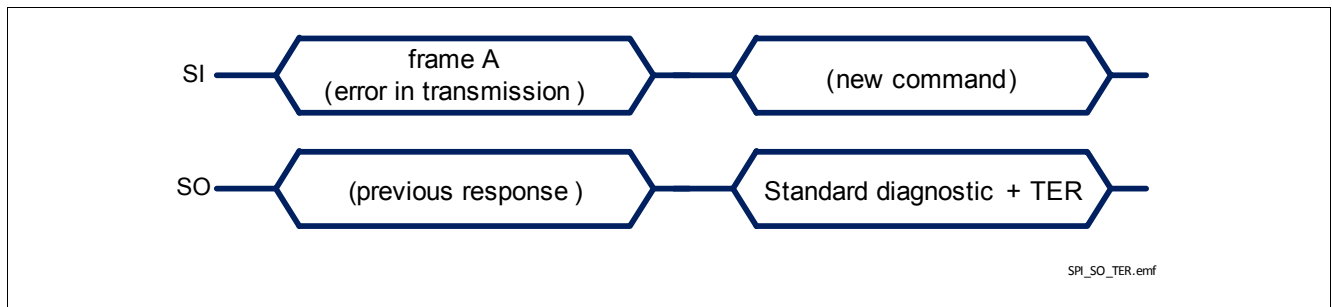 SI
frame A
(error in transmission )
(new command)
SO
(previous response )
Standard diagnostic + TER
SPI_SO_TER.emf